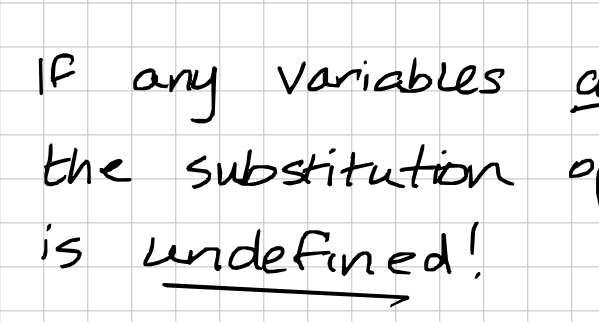 If any variables
the substitution
is undefined!